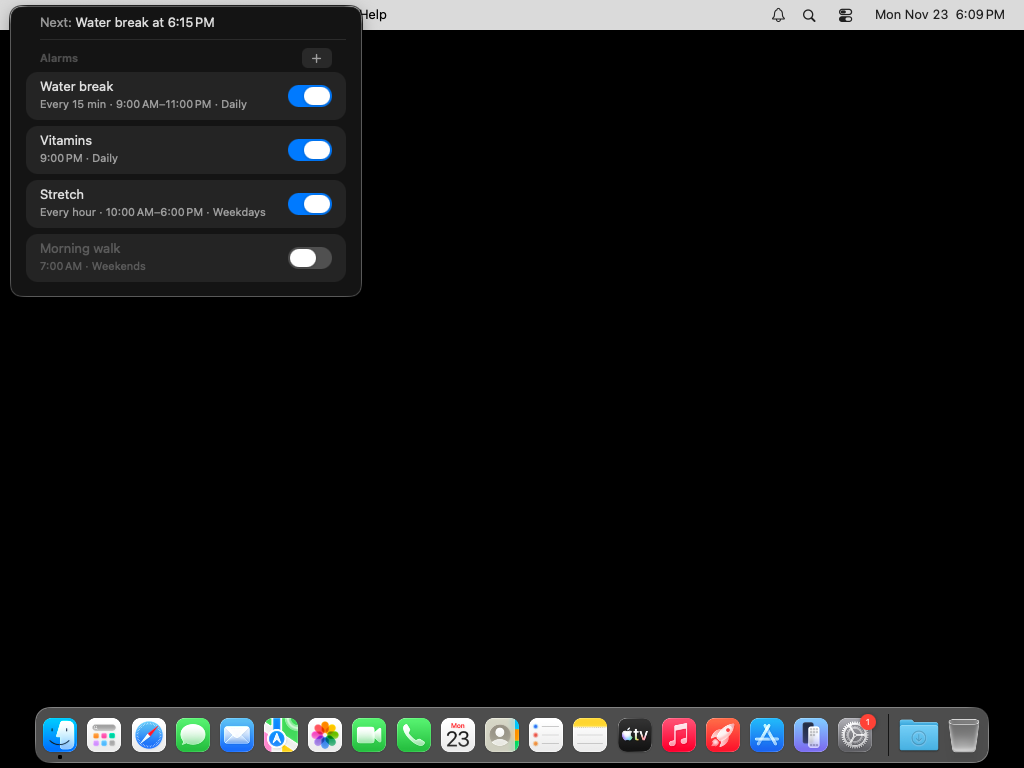 Help
Mon Nov 23 6:09 PM
Next: Water break at 6:15 PM
Alarms
+
Water break
Every 15 min · 9:00 AM–11:00 PM · Daily
Vitamins
9:00 PM · Daily
Stretch
Every hour · 10:00 AM–6:00 PM · Weekdays
Morning walk
7:00 AM · Weekends
Mon
23
tv
1